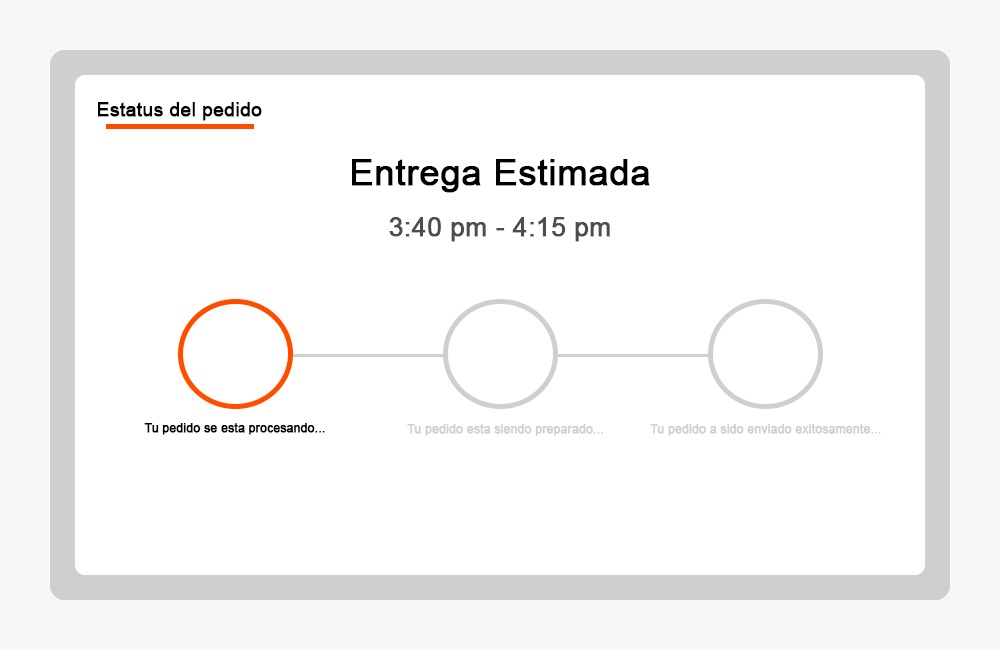 Estatus del pedido
Entrega Estimada
3:40 pm - 4:15 pm
Tu pedido se esta procesando...
Tu pedido esta siendo preparado...
Tu pedido a sido enviado exitosamente...